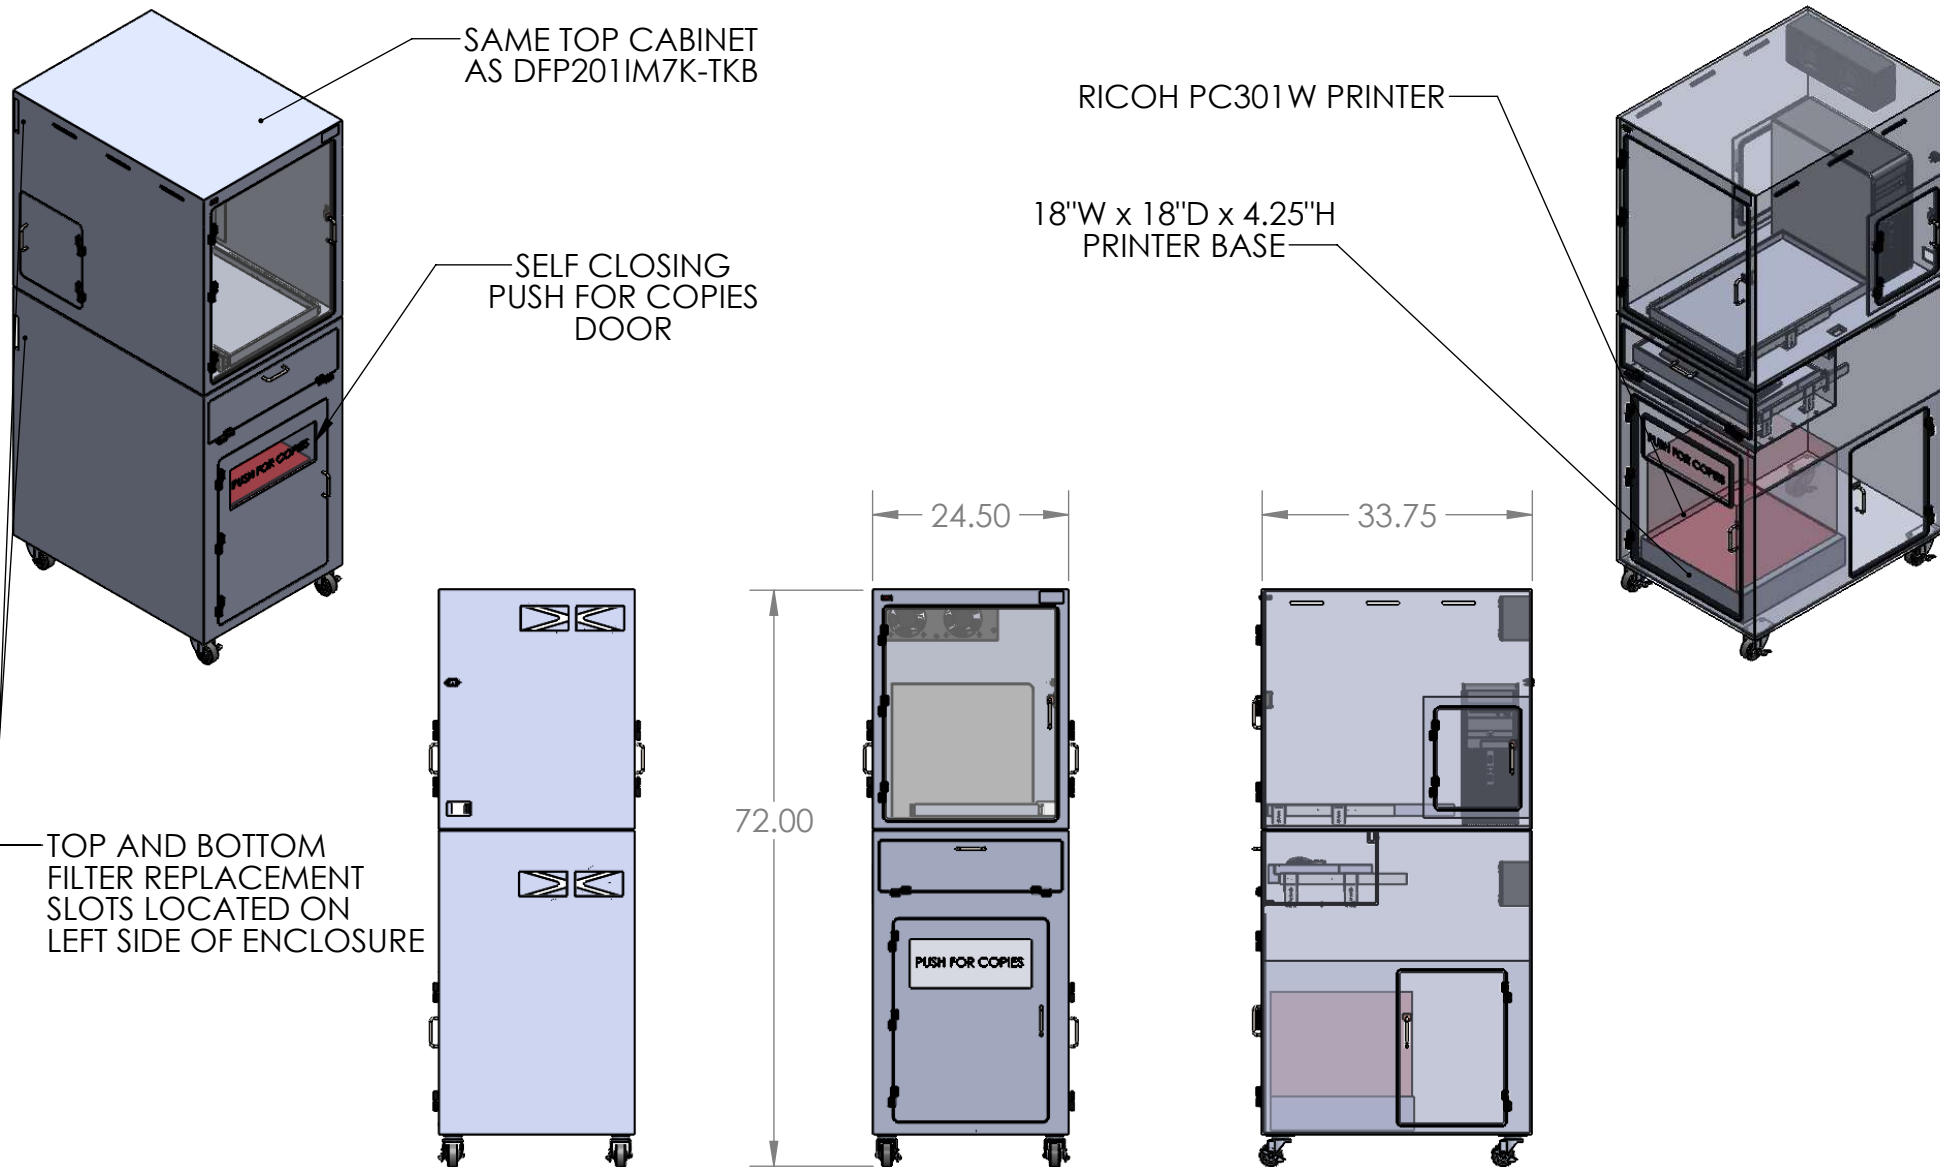 SAME TOP CABINET
AS DFP201IM7K-TKB
RICOH PC301W PRINTER
18"W x 18"D x 4.25"H
PRINTER BASE
SELF CLOSING
PUSH FOR COPIES
DOOR
PUSH FOR COPIES
PUSH FOR COPIES
24.50
33.75
72.00
TOP AND BOTTOM
FILTER REPLACEMENT
SLOTS LOCATED ON
LEFT SIDE OF ENCLOSURE
PUSH FOR COPIES